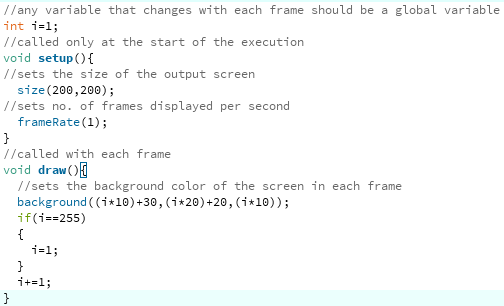 //any variable that changes with each frame should be a global variable
int i=1;
//called only at the start of the execution
void setup(){
//sets the size of the output screen
  size(200,200);
//sets no. of frames displayed per second
  frameRate(1);
}
//called with each frame
void draw(){
  //sets the background color of the screen in each frame
  background((i*10)+30,(i*20)+20,(i*10));
  if(i==255)
  {
    i=1;
  }
  i+=1;
}